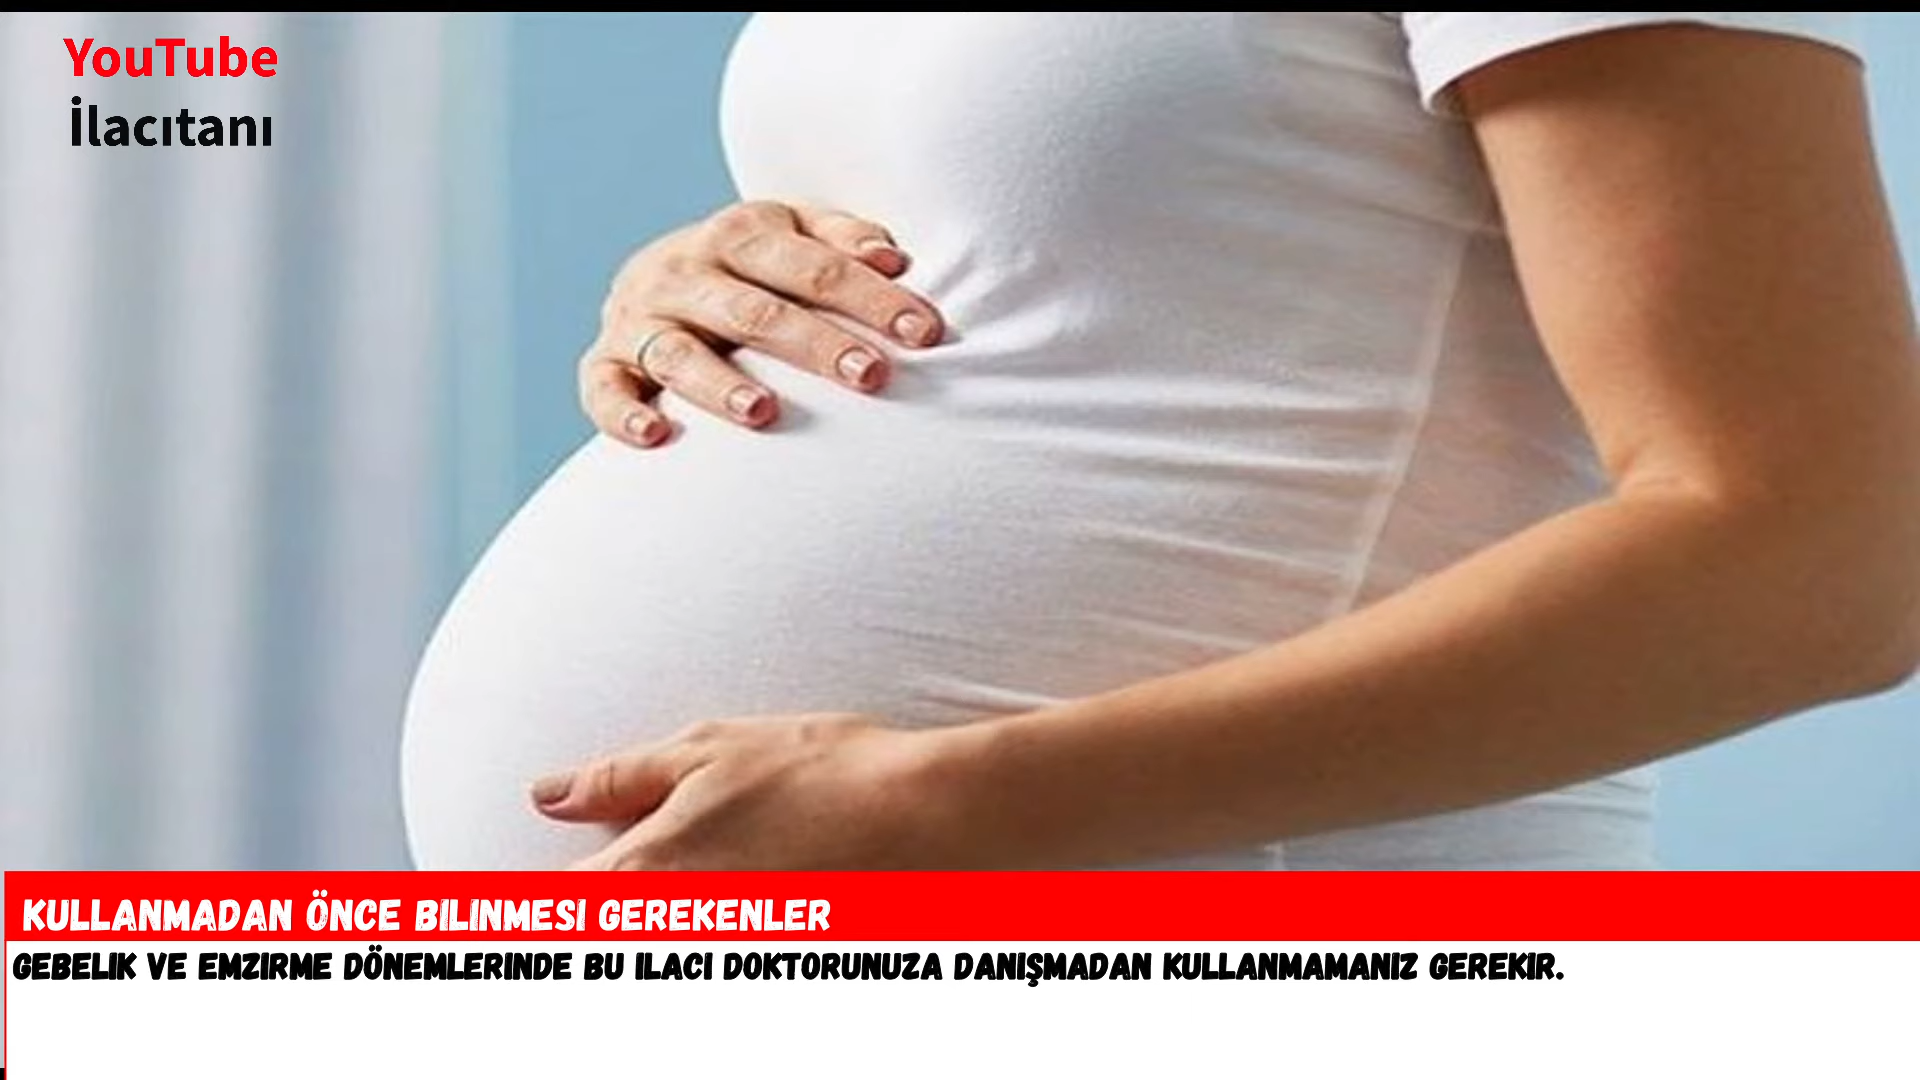 YouTube
İlacıtanı
KULLANMADAN ÖNCE BILINMESI GEREKENLER
GEBELIK VE EMZIRME DÖNEMLERINDE BU ILACI DOKTORUNUZA DANIŞMADAN KULLANMAMANIZ GEREKIR.